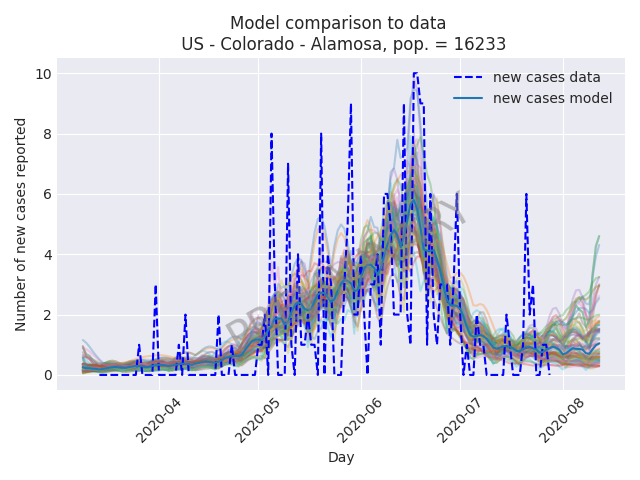 Model comparison to data
US - Colorado - Alamosa, pop. = 16233
new cases data
new cases model
Number of new cases reported
10
8
6
4
2
0
2020-04
2020-05
2020-06
2020-07
2020-08
Day